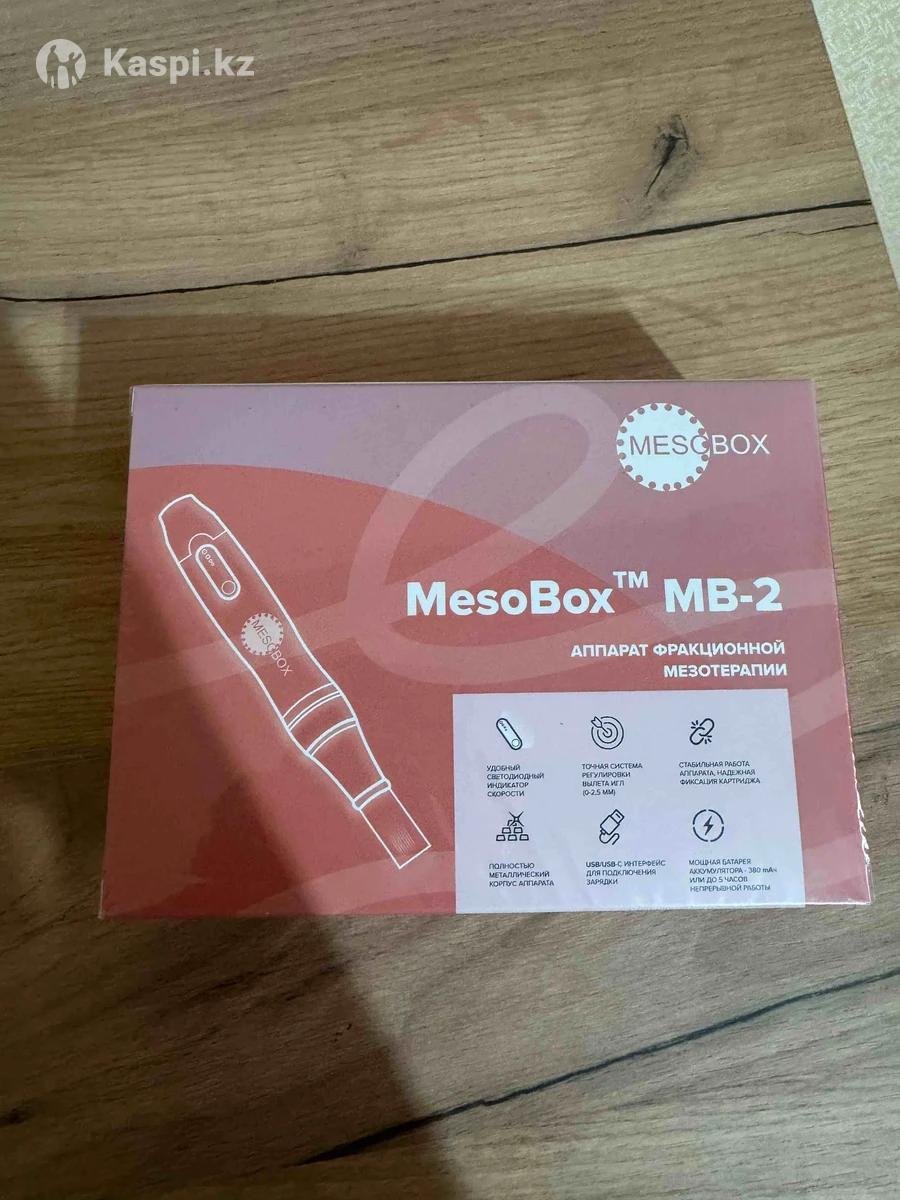 Kaspi.kz
MESOBOX
MesoBox™ MB-2
АППАРАТ ФРАКЦИОННОЙ
МЕЗОТЕРАПИИ
MESOBOX
УДОБНЫЙ
СВЕТОДИОДНЫЙ
ИНДИКАТОР
СКОРОСТИ
ТОЧНАЯ СИСТЕМА
РЕГУЛИРОВКИ
ВЫЛЕТА ИГЛ
(0-2,5 ММ)
СТАБИЛЬНАЯ РАБОТА
АППАРАТА, НАДЕЖНАЯ
ФИКСАЦИЯ КАРТРИДЖА
ПОЛНОСТЬЮ
МЕТАЛЛИЧЕСКИЙ
КОРПУС АППАРАТА
USB/USB-C ИНТЕРФЕЙС
ДЛЯ ПОДКЛЮЧЕНИЯ
ЗАРЯДКИ
МОЩНАЯ БАТАРЕЯ
АККУМУЛЯТОРА - 380 mAч
ИЛИ ДО 5 ЧАСОВ
НЕПРЕРЫВНОЙ РАБОТЫ